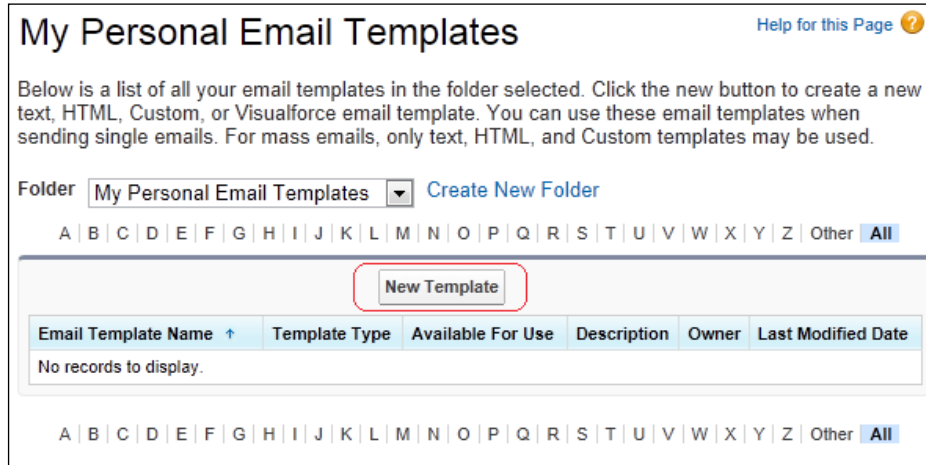 My Personal Email Templates
Help for this Page ?
Below is a list of all your email templates in the folder selected. Click the new button to create a new
text, HTML, Custom, or Visualforce email template. You can use these email templates when
sending single emails. For mass emails, only text, HTML, and Custom templates may be used.
Folder My Personal Email Templates Create New Folder
A | B | C | D | E | F | G | H | I | J | K | L | M | N | O | P | Q | R | S | T | U | V | W | X | Y | Z | Other | All
New Template
Email Template Name ↑ Template Type Available For Use Description Owner Last Modified Date
No records to display.
A | B | C | D | E | F | G | H | I | J | K | L | M | N | O | P | Q | R | S | T | U | V | W | X | Y | Z | Other | All